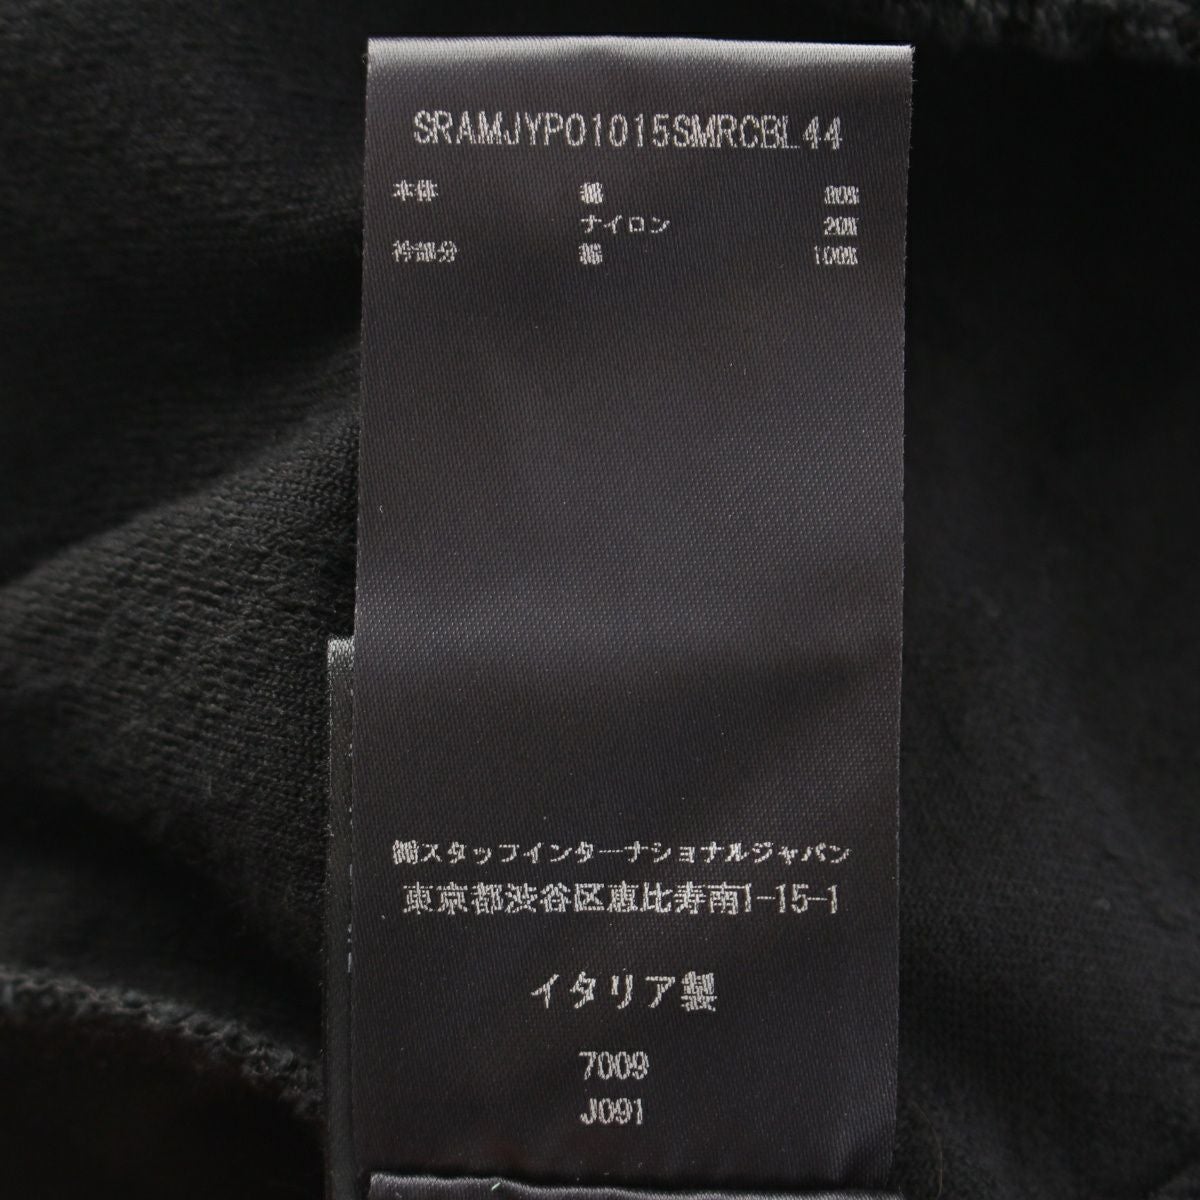 SRAMJYP01015SMRCBL44
本体 綿 80%
ナイロン 20%
衿部分 綿 100%
㈱スタッフインターナショナルジャパン
東京都渋谷区恵比寿南1-15-1
イタリア製
7009
J091